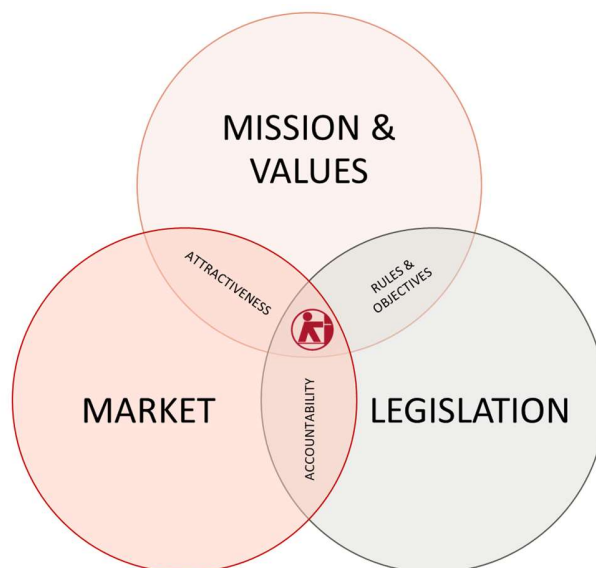 MISSION &
VALUES
ATTRACTIVENESS
RULES &
OBJECTIVES
MARKET
ACCOUNTABILITY
LEGISLATION